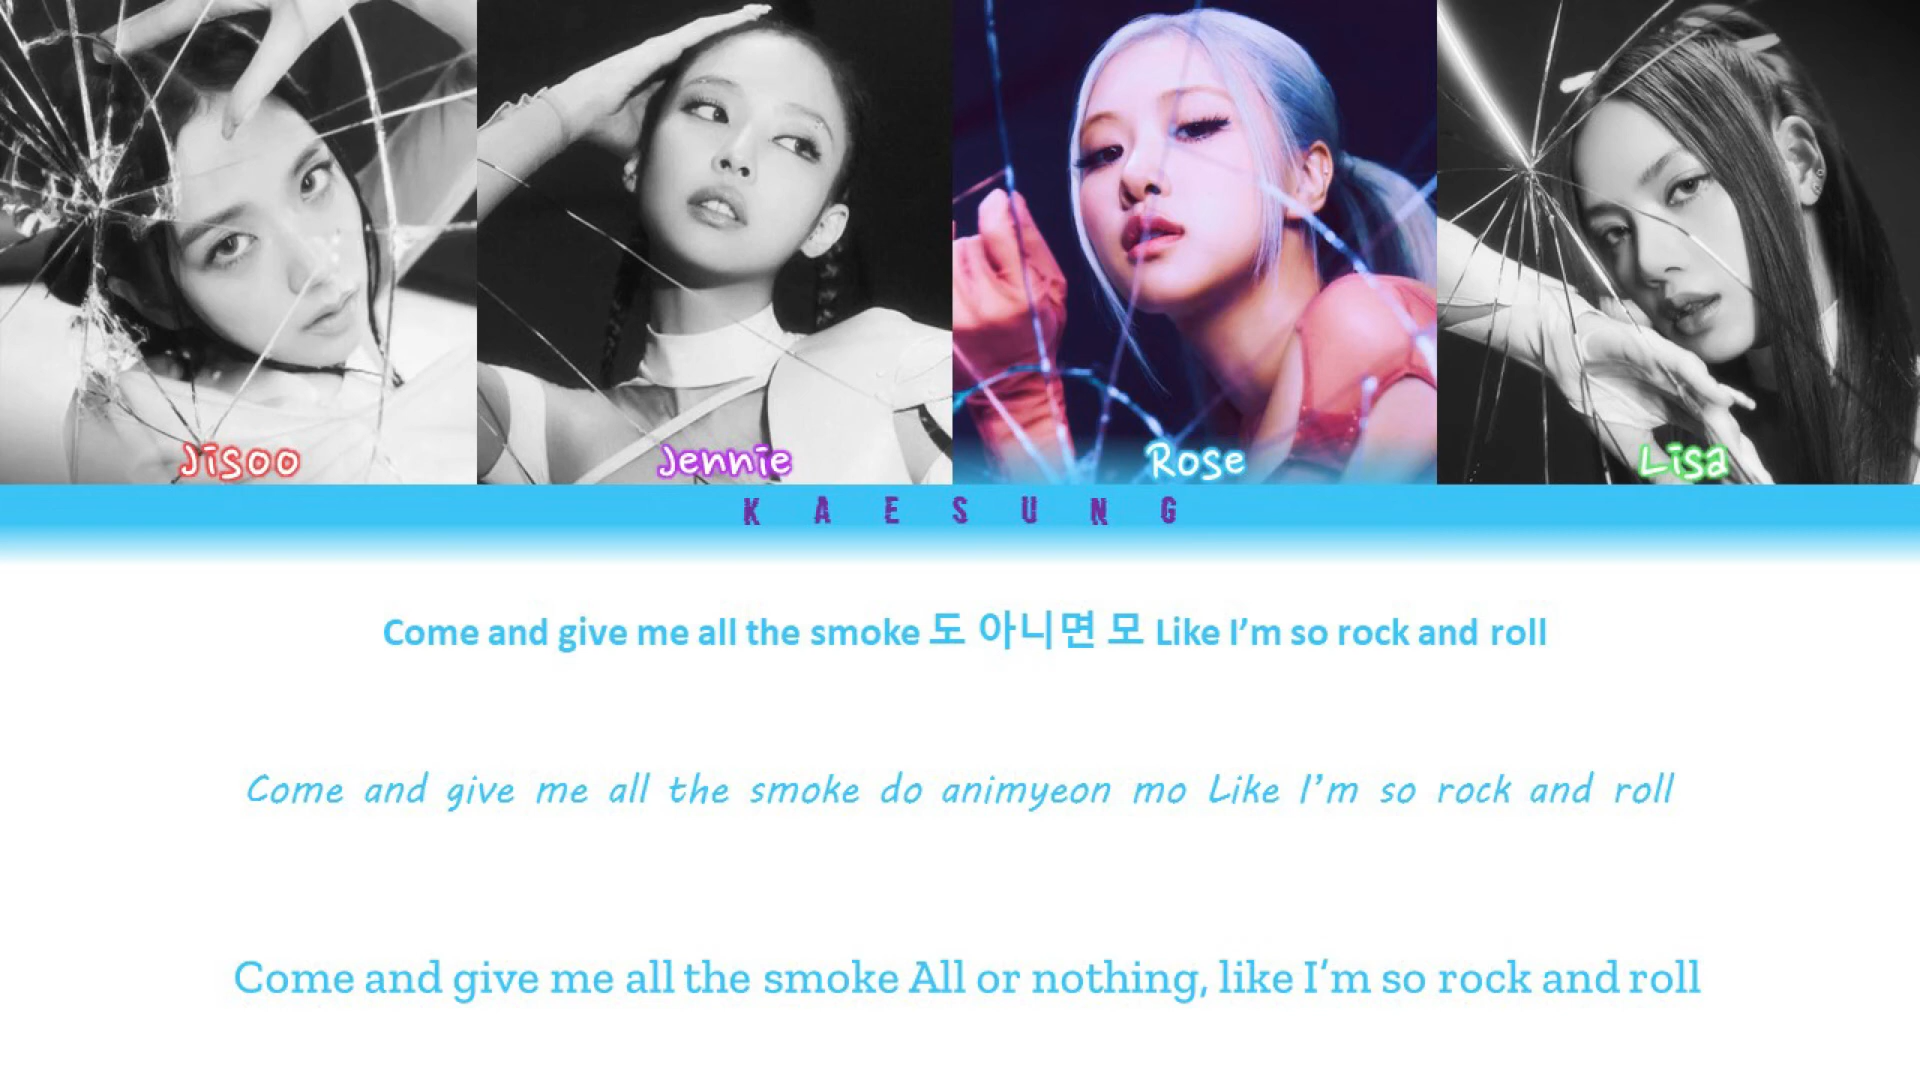 Jisoo
Jennie
Rose
Lisa
KAESUNG
Come and give me all the smoke 도 아니면 모 Like I’m so rock and roll
Come and give me all the smoke do animyeon mo Like I’m so rock and roll
Come and give me all the smoke All or nothing, like I’m so rock and roll